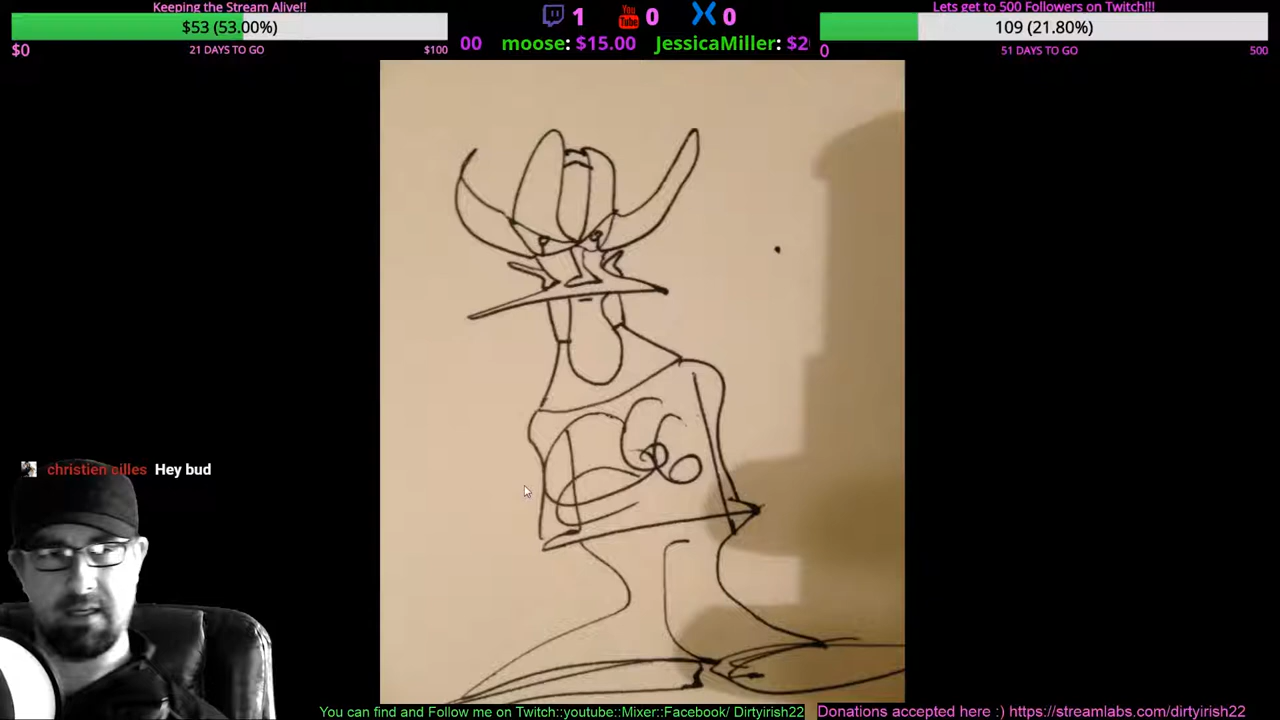 Keeping the Stream Alive!!
$53 (53.00%)
$0 21 DAYS TO GO $100
1 You Tube 0 0
00 moose: $15.00 JessicaMiller: $2
Lets get to 500 Followers on Twitch!!!
109 (21.80%)
0 51 DAYS TO GO 500
christien cilles Hey bud
You can find and Follow me on Twitch::youtube::Mixer::Facebook/ Dirtyirish22
Donations accepted here :) https://streamlabs.com/dirtyirish22